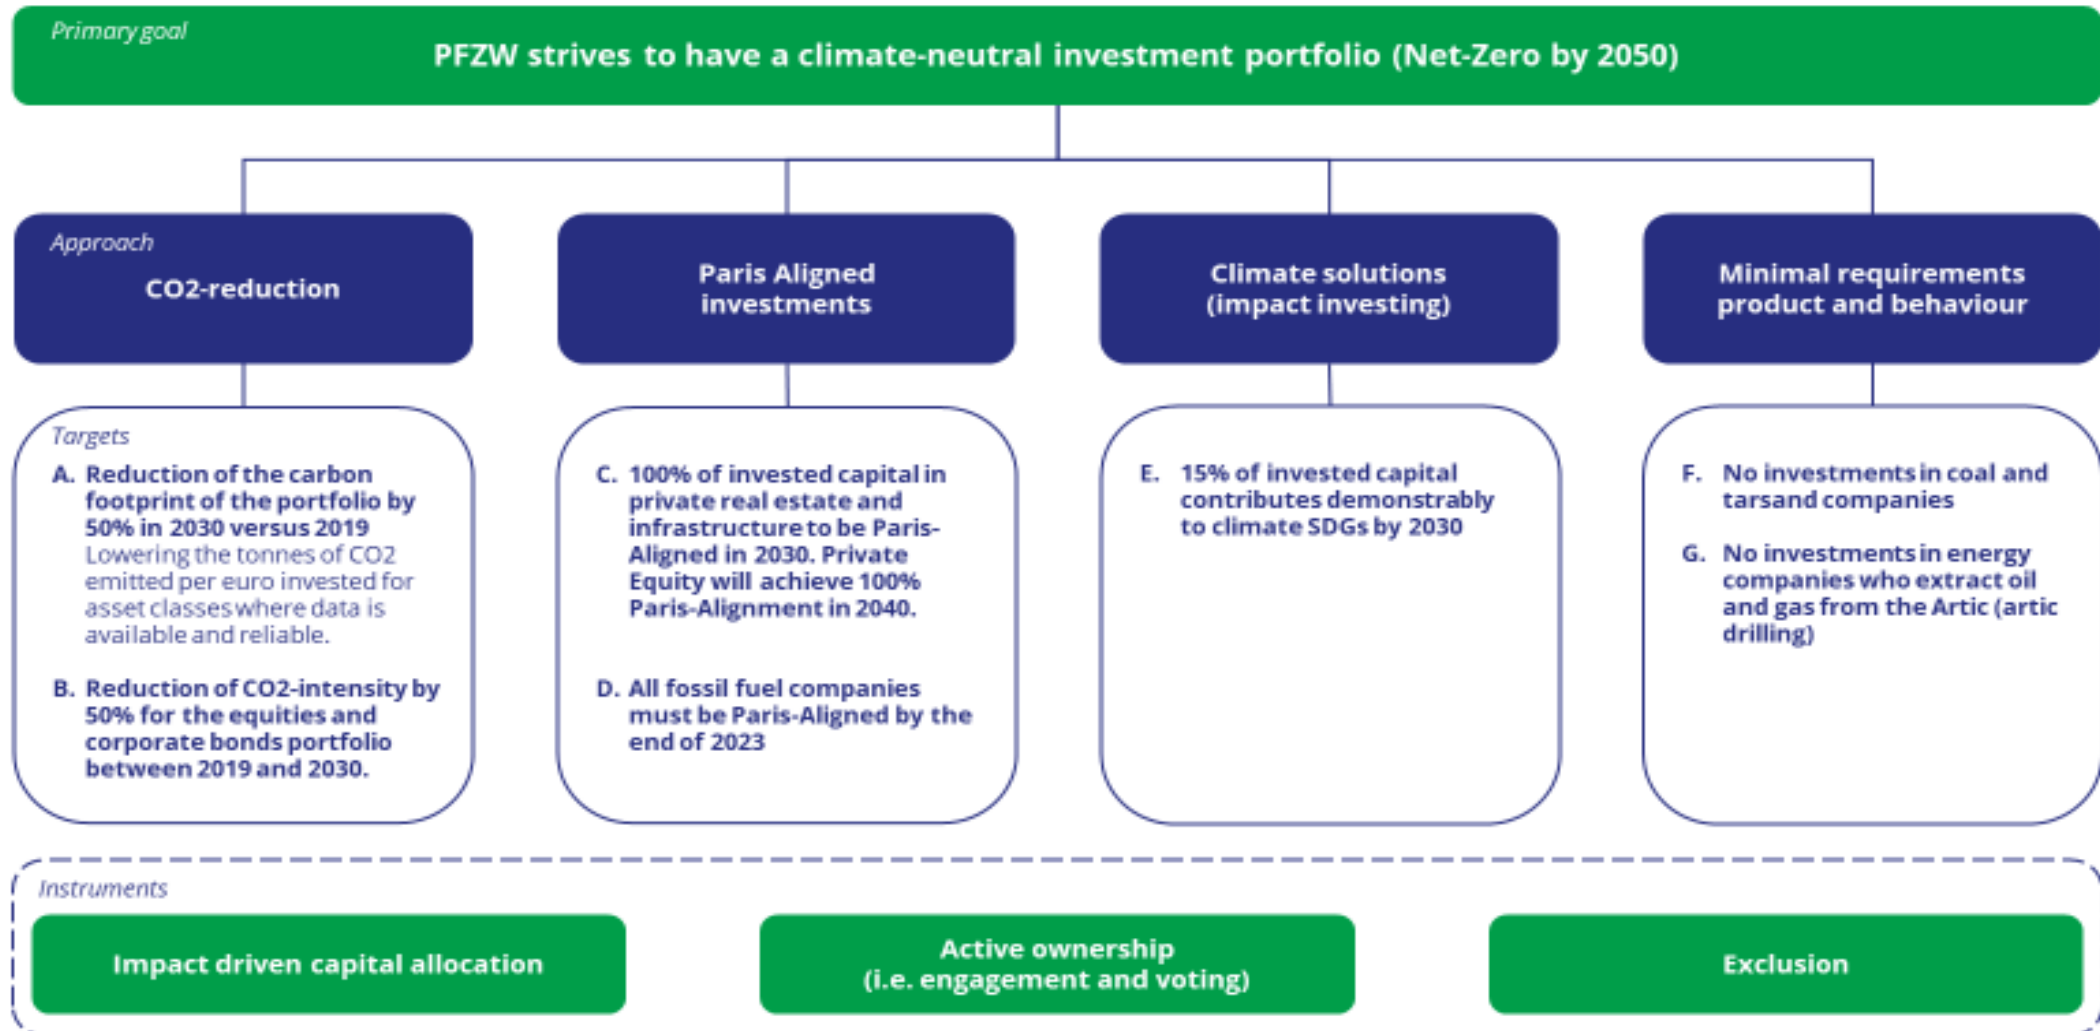 Primary goal
PFZW strives to have a climate-neutral investment portfolio (Net-Zero by 2050)
Approach
CO2-reduction
Paris Aligned
investments
Climate solutions
(impact investing)
Minimal requirements
product and behaviour
Targets
A. Reduction of the carbon
footprint of the portfolio by
50% in 2030 versus 2019
Lowering the tonnes of CO2
emitted per euro invested for
asset classes where data is
available and reliable.
B. Reduction of CO2-intensity by
50% for the equities and
corporate bonds portfolio
between 2019 and 2030.
C. 100% of invested capital in
private real estate and
infrastructure to be Paris-
Aligned in 2030. Private
Equity will achieve 100%
Paris-Alignment in 2040.
D. All fossil fuel companies
must be Paris-Aligned by the
end of 2023
E. 15% of invested capital
contributes demonstrably
to climate SDGs by 2030
F. No investments in coal and
tarsand companies
G. No investments in energy
companies who extract oil
and gas from the Artic (artic
drilling)
Instruments
Impact driven capital allocation
Active ownership
(i.e. engagement and voting)
Exclusion